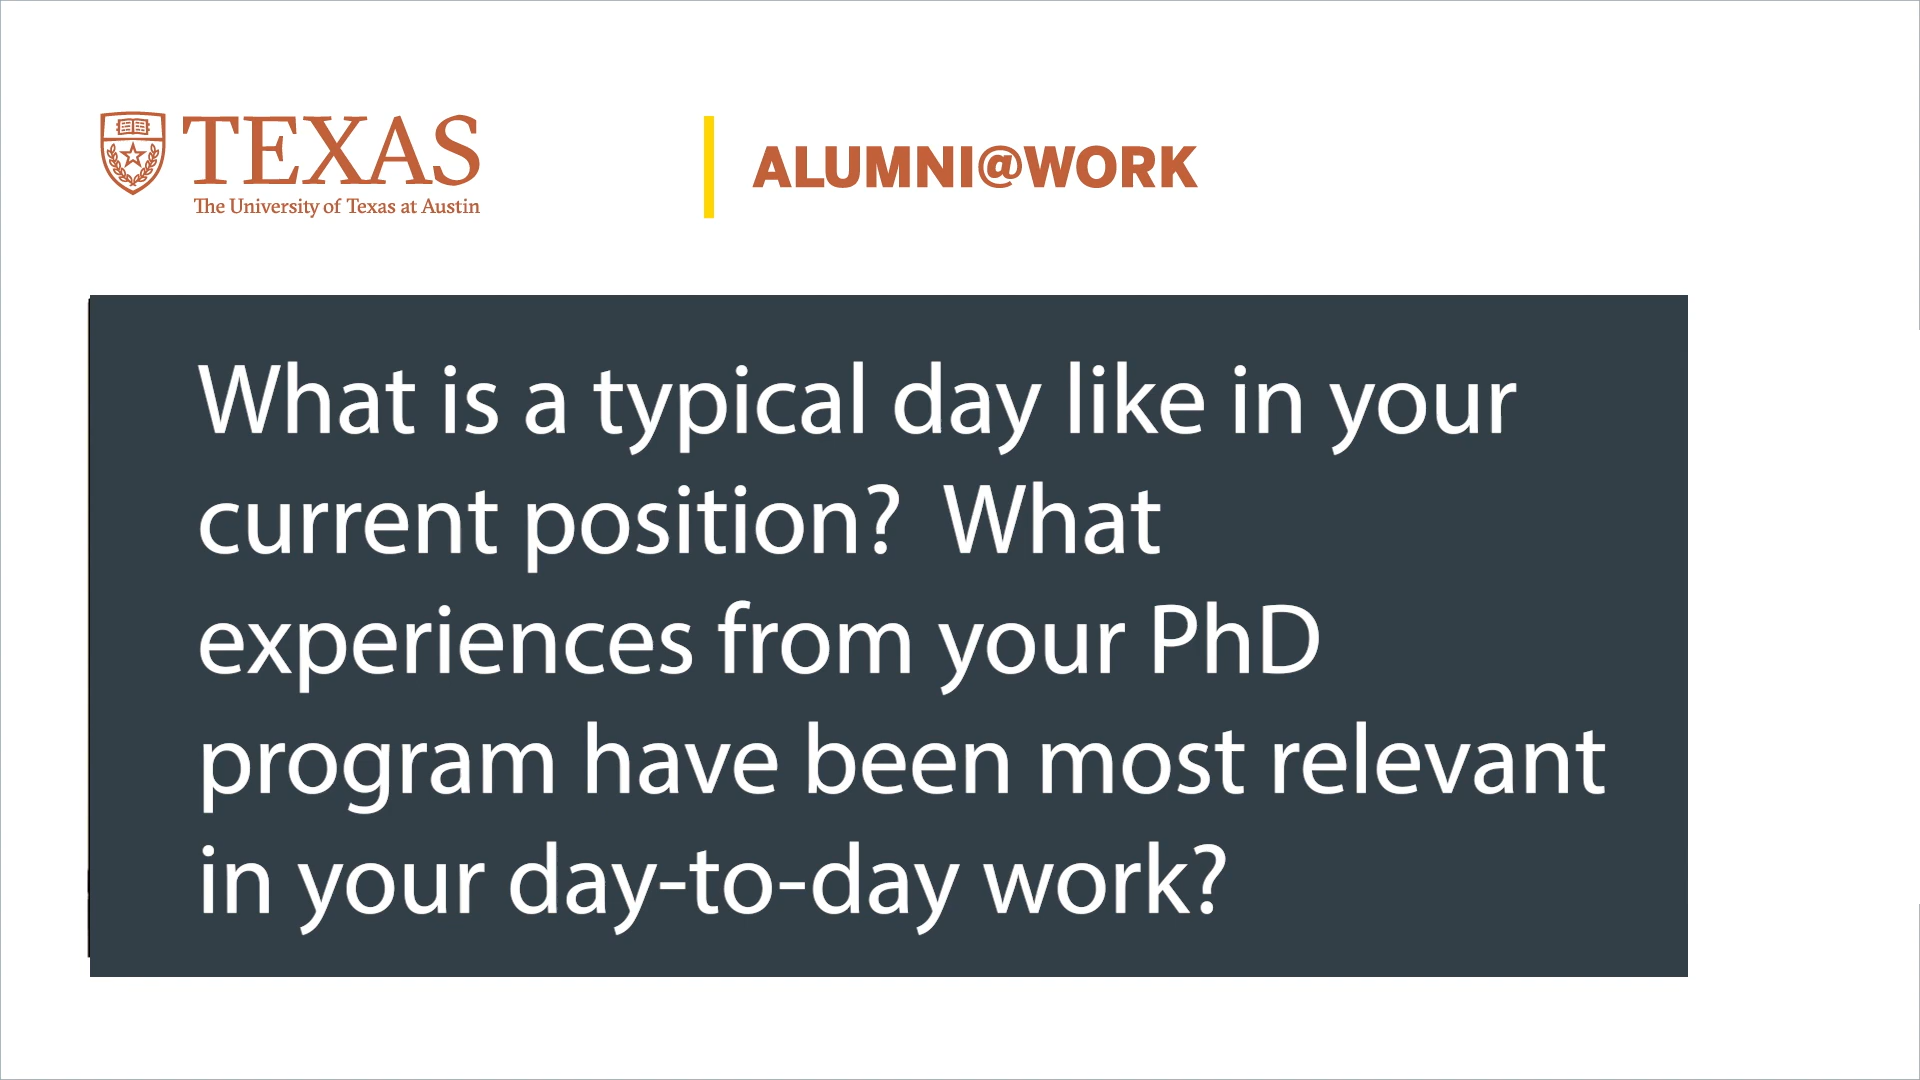 TEXAS
The University of Texas at Austin
ALUMNI@WORK
What is a typical day like in your
current position?  What
experiences from your PhD
program have been most relevant
in your day-to-day work?